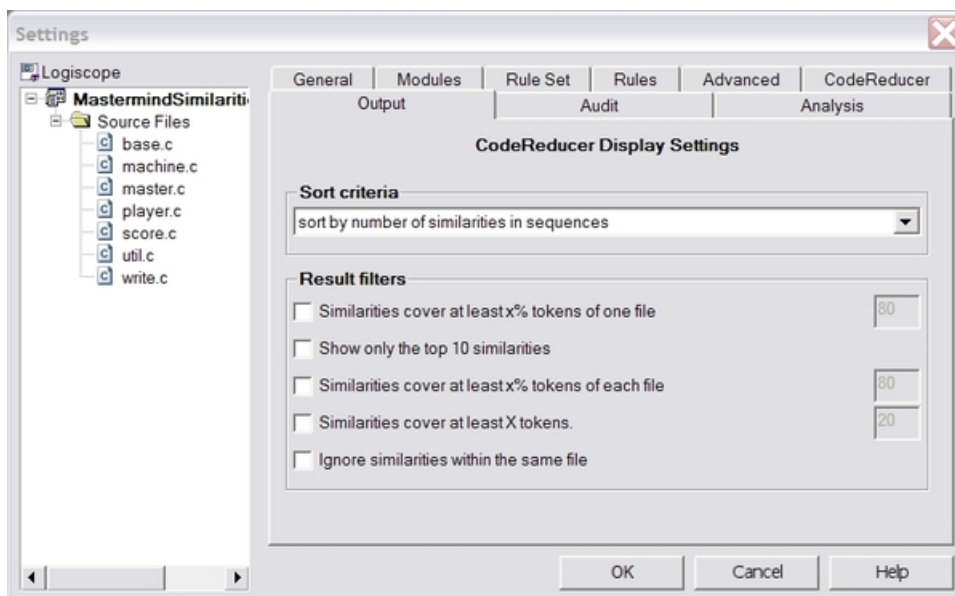 Settings
Logiscope
MastermindSimilariti
Source Files
base.c
machine.c
master.c
player.c
score.c
util.c
write.c
General Modules Rule Set Rules Advanced CodeReducer
Output Audit Analysis
CodeReducer Display Settings
Sort criteria
sort by number of similarities in sequences
Result filters
Similarities cover at least x% tokens of one file 80
Show only the top 10 similarities
Similarities cover at least x% tokens of each file 80
Similarities cover at least X tokens. 20
Ignore similarities within the same file
OK Cancel Help